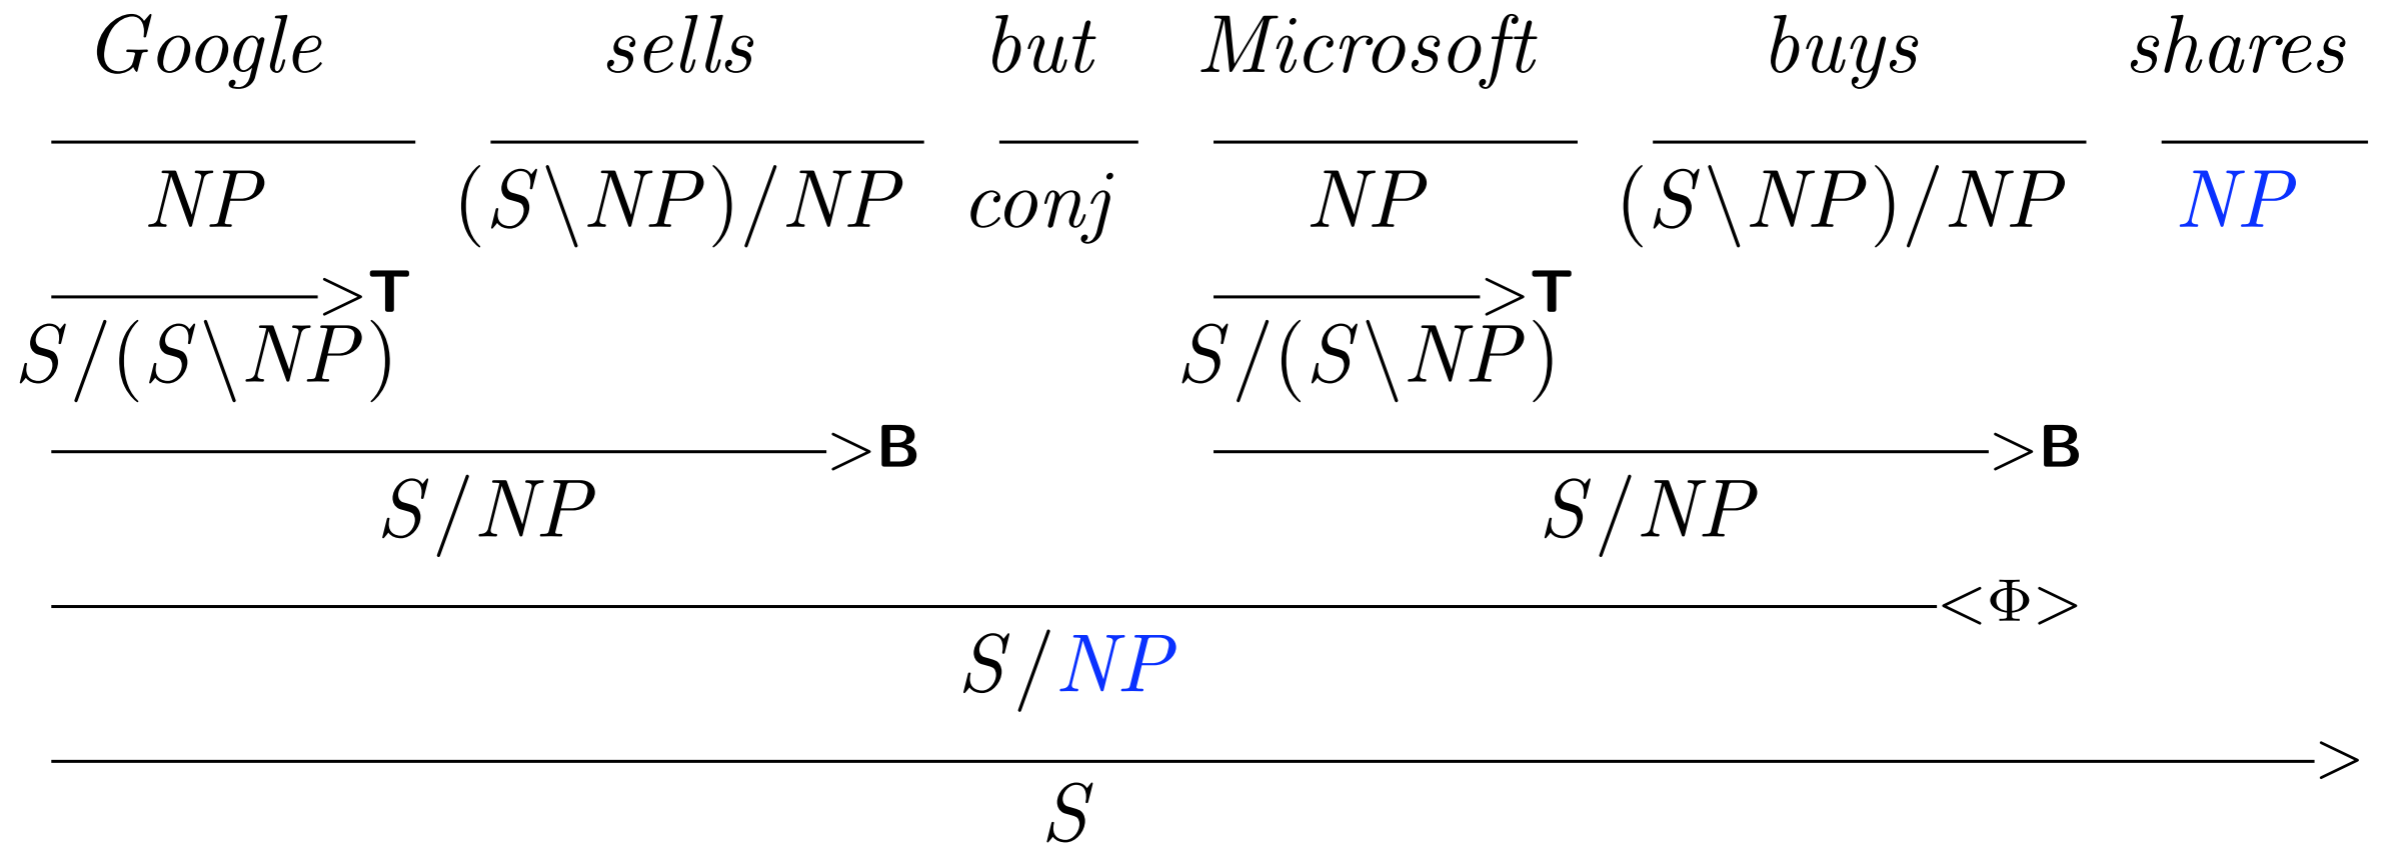 Google sells but Microsoft buys shares
NP (S\NP)/NP conj NP (S\NP)/NP NP
>T >T
S/(S\NP) S/(S\NP)
>B >B
S/NP S/NP
<Φ>
S/NP
>
S